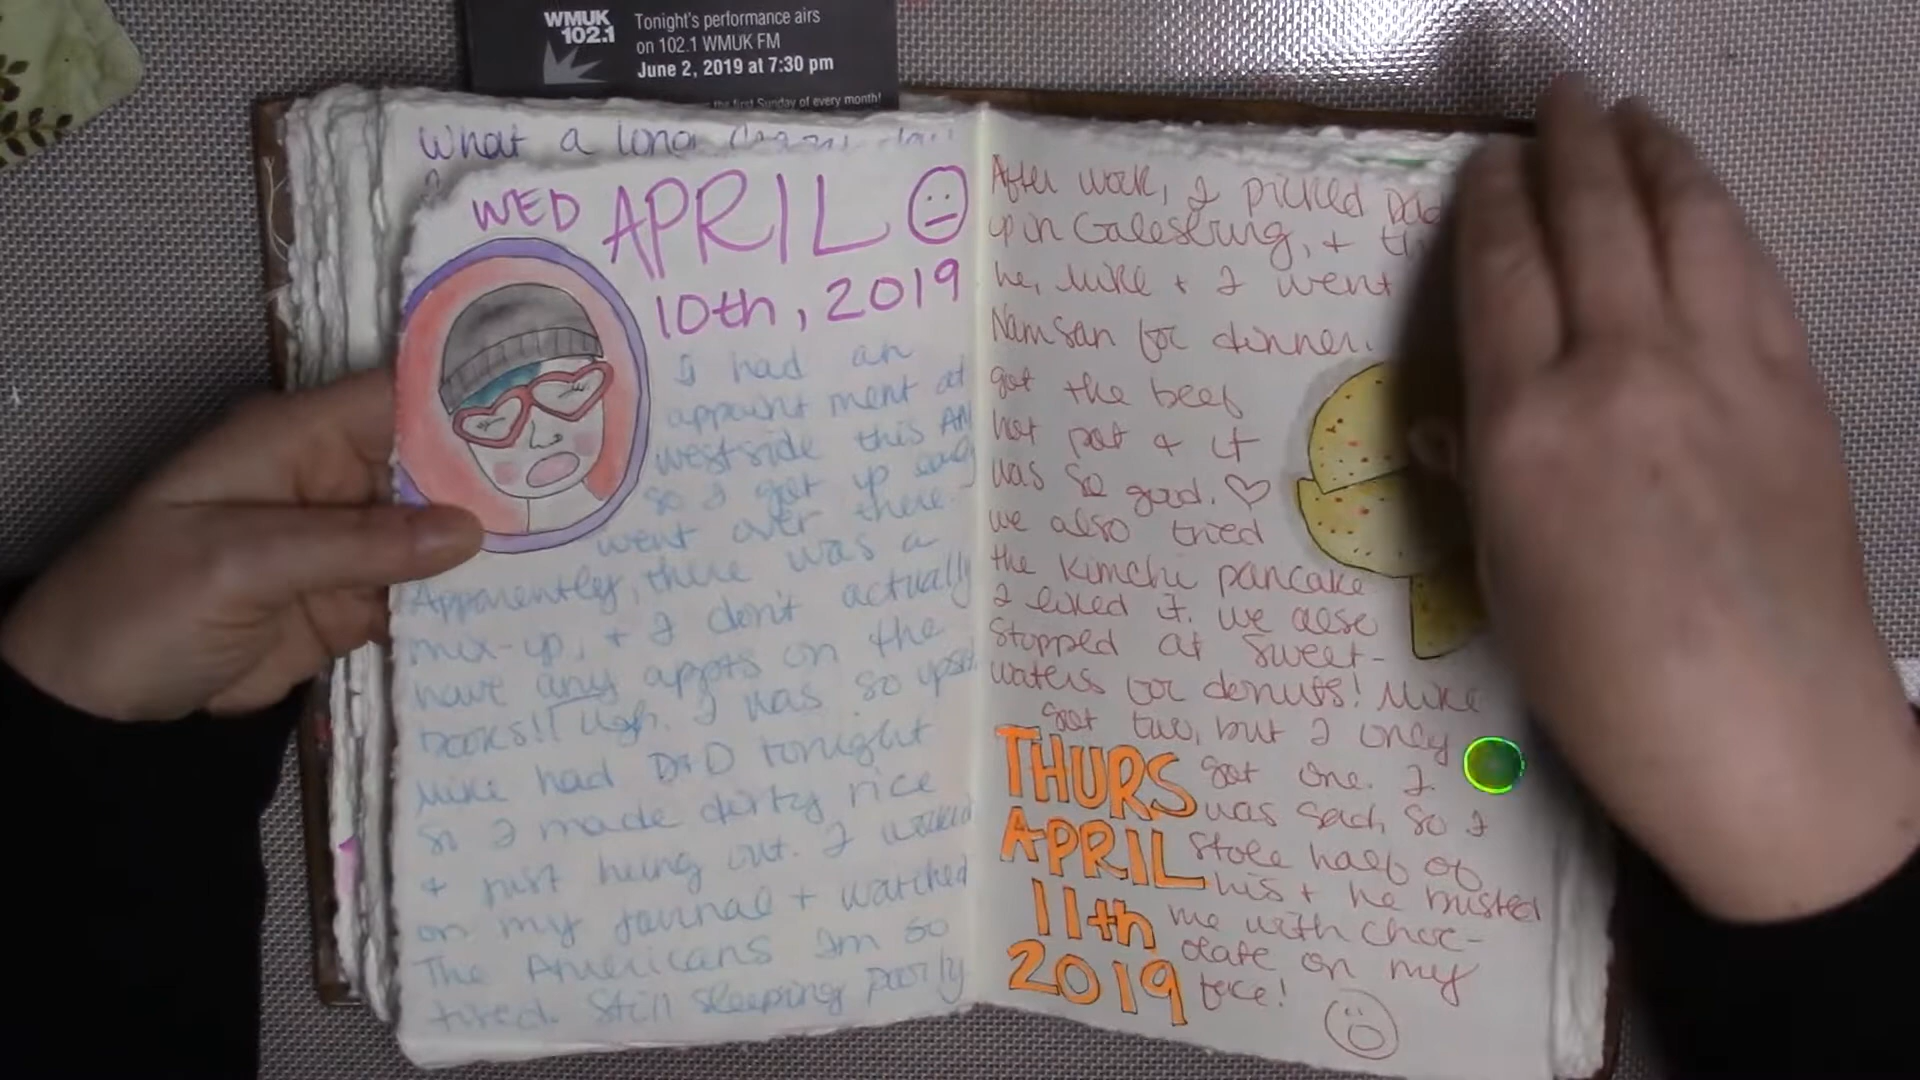 WMUK
102.1
Tonight's performance airs
on 102.1 WMUK FM
June 2, 2019 at 7:30 pm
the first Sunday of every month!
What a long
WED APRIL
10th, 2019
I had an
appointment at
westside this AM
so I got up early
went over there.
Apparently, there was a
mix-up, + I don't actually
have any appts on the
books!! Ugh. I was so upset.
Mike had D+D tonight
so I made dirty rice
+ just hung out. I worked
on my journal + watched
The Americans. Im so
tired. Still sleeping poorly
After work, I picked Dad
up in Galesburg, +
he, Mike + I went
Nam San for dinner.
got the beef
hot pot & it
was so good. ♡
we also tried
the Kimchi pancake
I liked it. We also
stopped at Sweet-
waters for donuts! Mike
got two, but I only
got one. I
was sad, so I
stole half of
his + he busted
me with choc-
olate on my
face!
THURS
APRIL
11th
2019